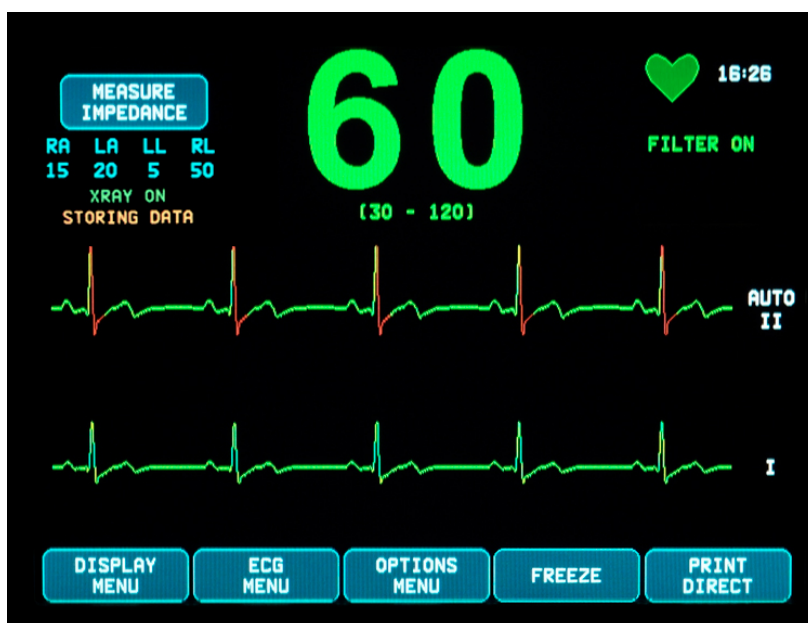 MEASURE
IMPEDANCE
60
16:26
RA LA LL RL
15 20 5 50
FILTER ON
XRAY ON
STORING DATA
(30 - 120)
AUTO
II
I
DISPLAY
MENU
ECG
MENU
OPTIONS
MENU
FREEZE
PRINT
DIRECT